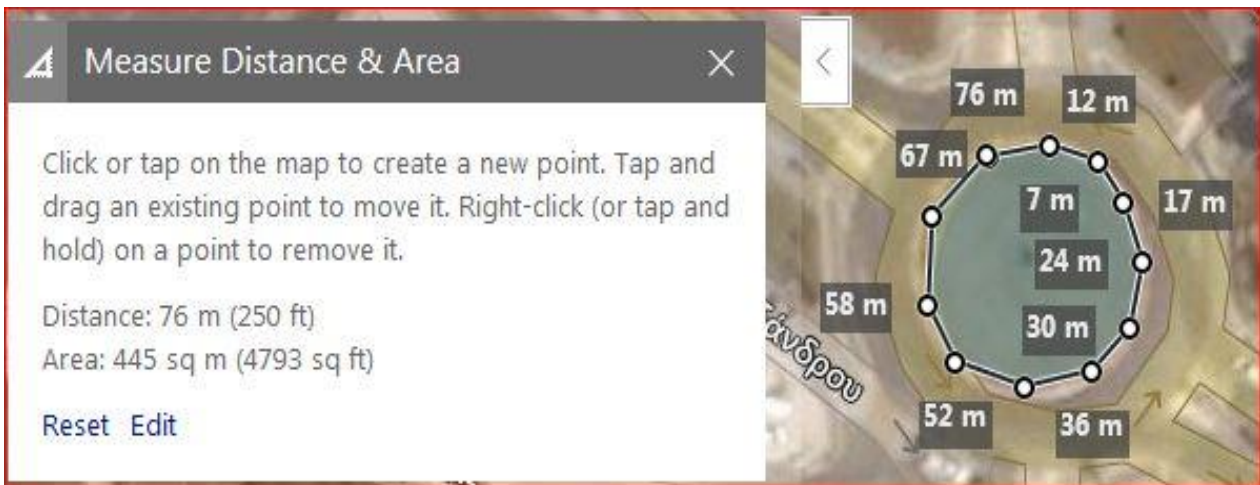 Measure Distance & Area
Click or tap on the map to create a new point. Tap and
drag an existing point to move it. Right-click (or tap and
hold) on a point to remove it.
Distance: 76 m (250 ft)
Area: 445 sq m (4793 sq ft)
Reset Edit
76 m
12 m
67 m
7 m
17 m
24 m
58 m
30 m
52 m
36 m